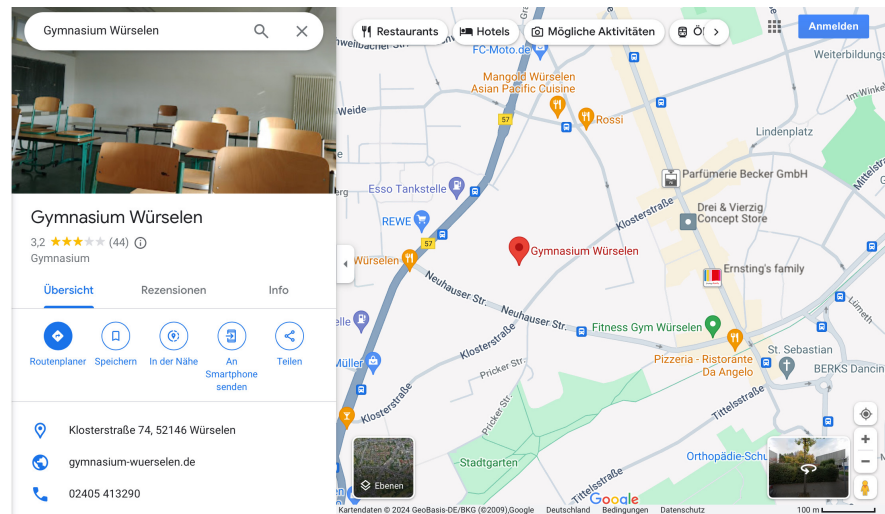 Gymnasium Würselen
Gymnasium Würselen
3,2
(44)
Gymnasium
Übersicht
Rezensionen
Info
Routenplaner
Speichern
In der Nähe
An
Smartphone
senden
Teilen
Klosterstraße 74, 52146 Würselen
gymnasium-wuerselen.de
02405 413290
Restaurants
Hotels
Mögliche Aktivitäten
Anmelden
FC-Moto.de
Weiterbildungs
Mangold Würselen
Asian Pacific Cuisine
Im-Winke
Weide
57
Rossi
Lindenplatz
Mittelstr
Parfümerie Becker GmbH
Esso Tankstelle
Klosterstraße
Drei & Vierzig
Concept Store
REWE
57
Gymnasium Würselen
Würselen
Ernsting's family
Neuhauser Str.
Neuhauser Str.
Lümeth
Fitness Gym Würselen
Klosterstraße
Müller
Pizzeria - Ristorante
Da Angelo
St. Sebastian
BERKS Dancin
Pricker Str.
Klosterstraße
Pricker Str.
Tittelsstraße
Stadtgarten
Orthopädie-Schu
Ebenen
Tittelsstraße
Google
Kartendaten © 2024 GeoBasis-DE/BKG (©2009),Google
Deutschland
Bedingungen
Datenschutz
100 m